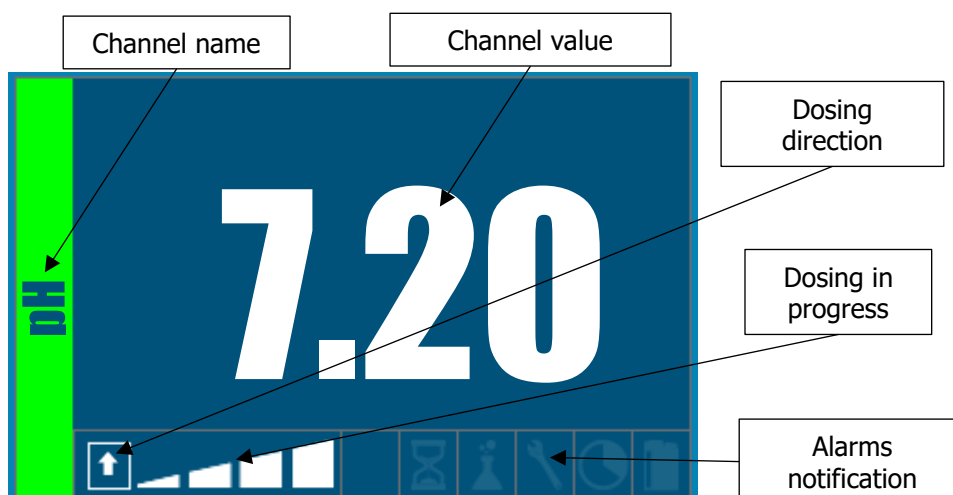 Channel name
Channel value
Dosing
direction
7.20
pH
Dosing in
progress
Alarms
notification